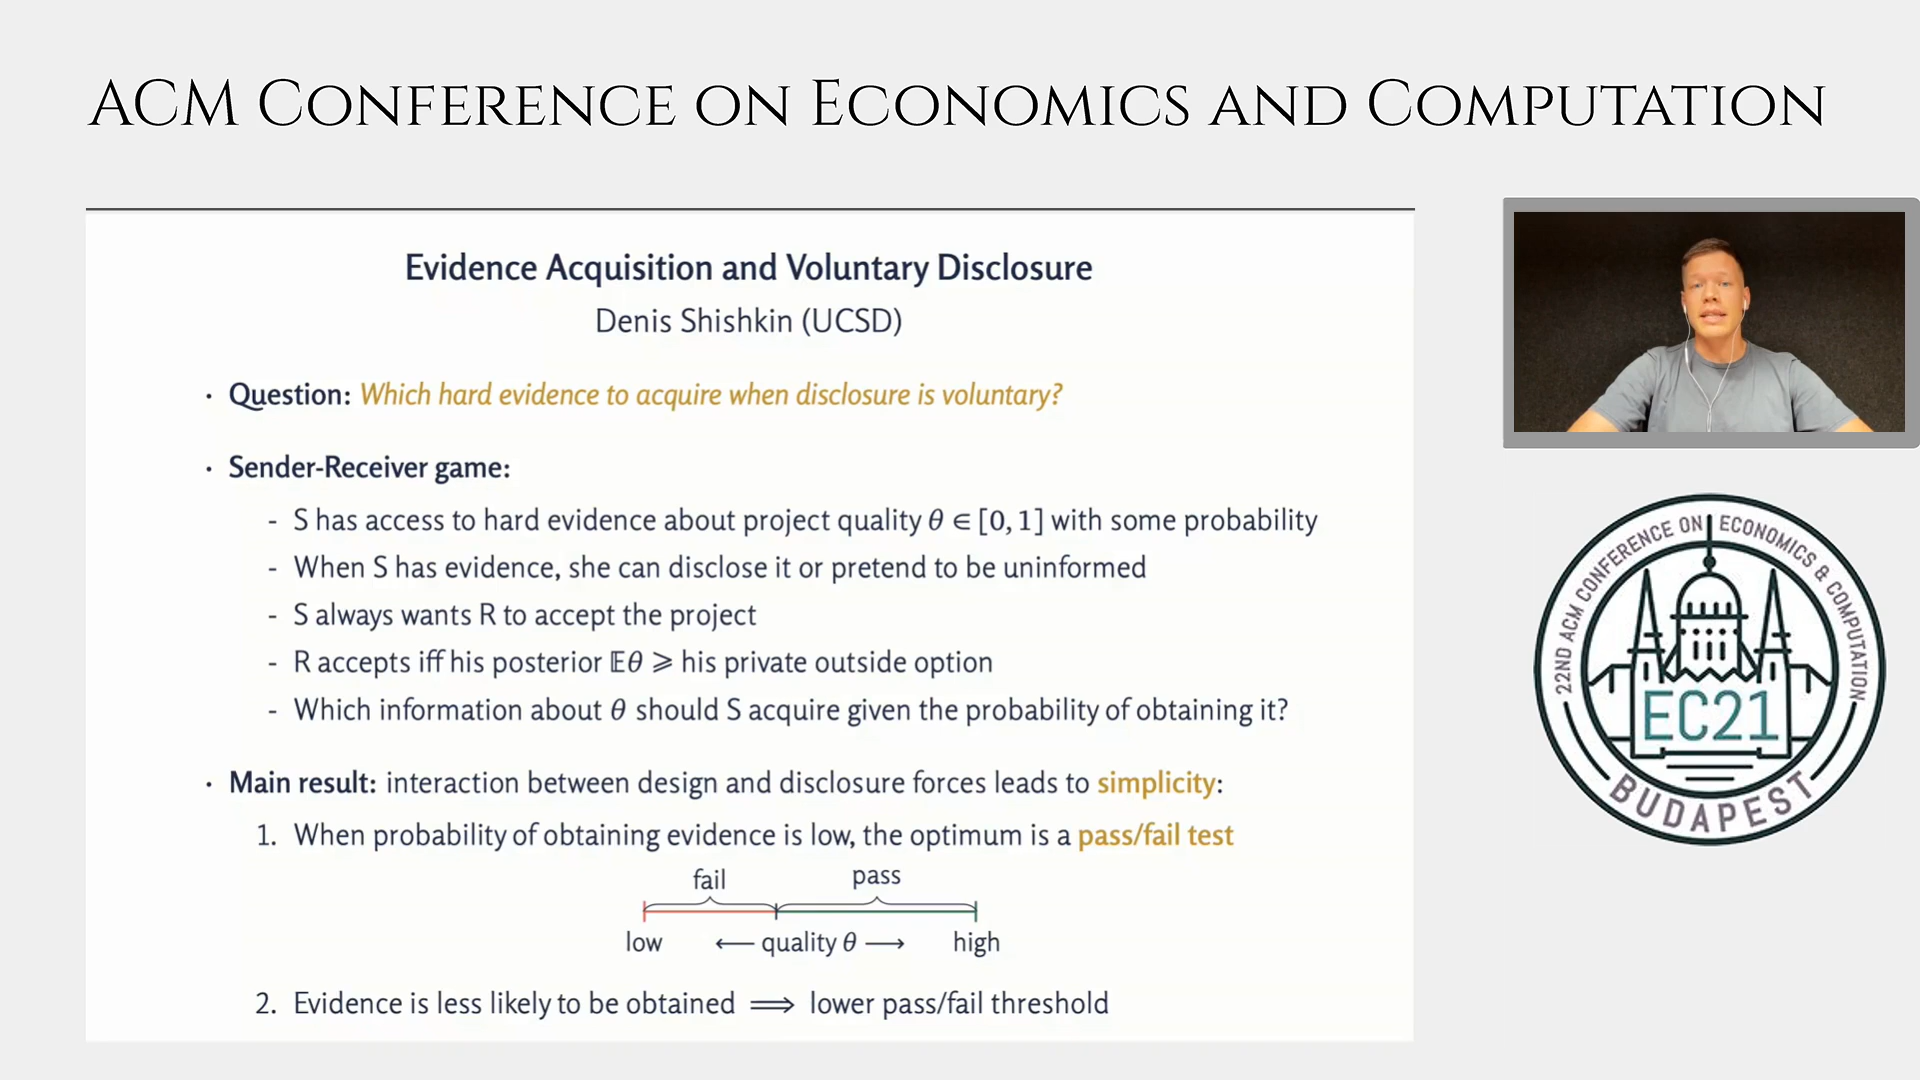 ACM Conference on Economics and Computation
Evidence Acquisition and Voluntary Disclosure
Denis Shishkin (UCSD)
· Question: Which hard evidence to acquire when disclosure is voluntary?
· Sender-Receiver game:
- S has access to hard evidence about project quality θ ∈ [0, 1] with some probability
- When S has evidence, she can disclose it or pretend to be uninformed
- S always wants R to accept the project
- R accepts iff his posterior 𝔼θ ⩾ his private outside option
- Which information about θ should S acquire given the probability of obtaining it?
· Main result: interaction between design and disclosure forces leads to simplicity:
1. When probability of obtaining evidence is low, the optimum is a pass/fail test
fail pass
low ⟵ quality θ ⟶ high
2. Evidence is less likely to be obtained ⟹ lower pass/fail threshold
22ND ACM CONFERENCE ON ECONOMICS & COMPUTATION
EC21
BUDAPEST